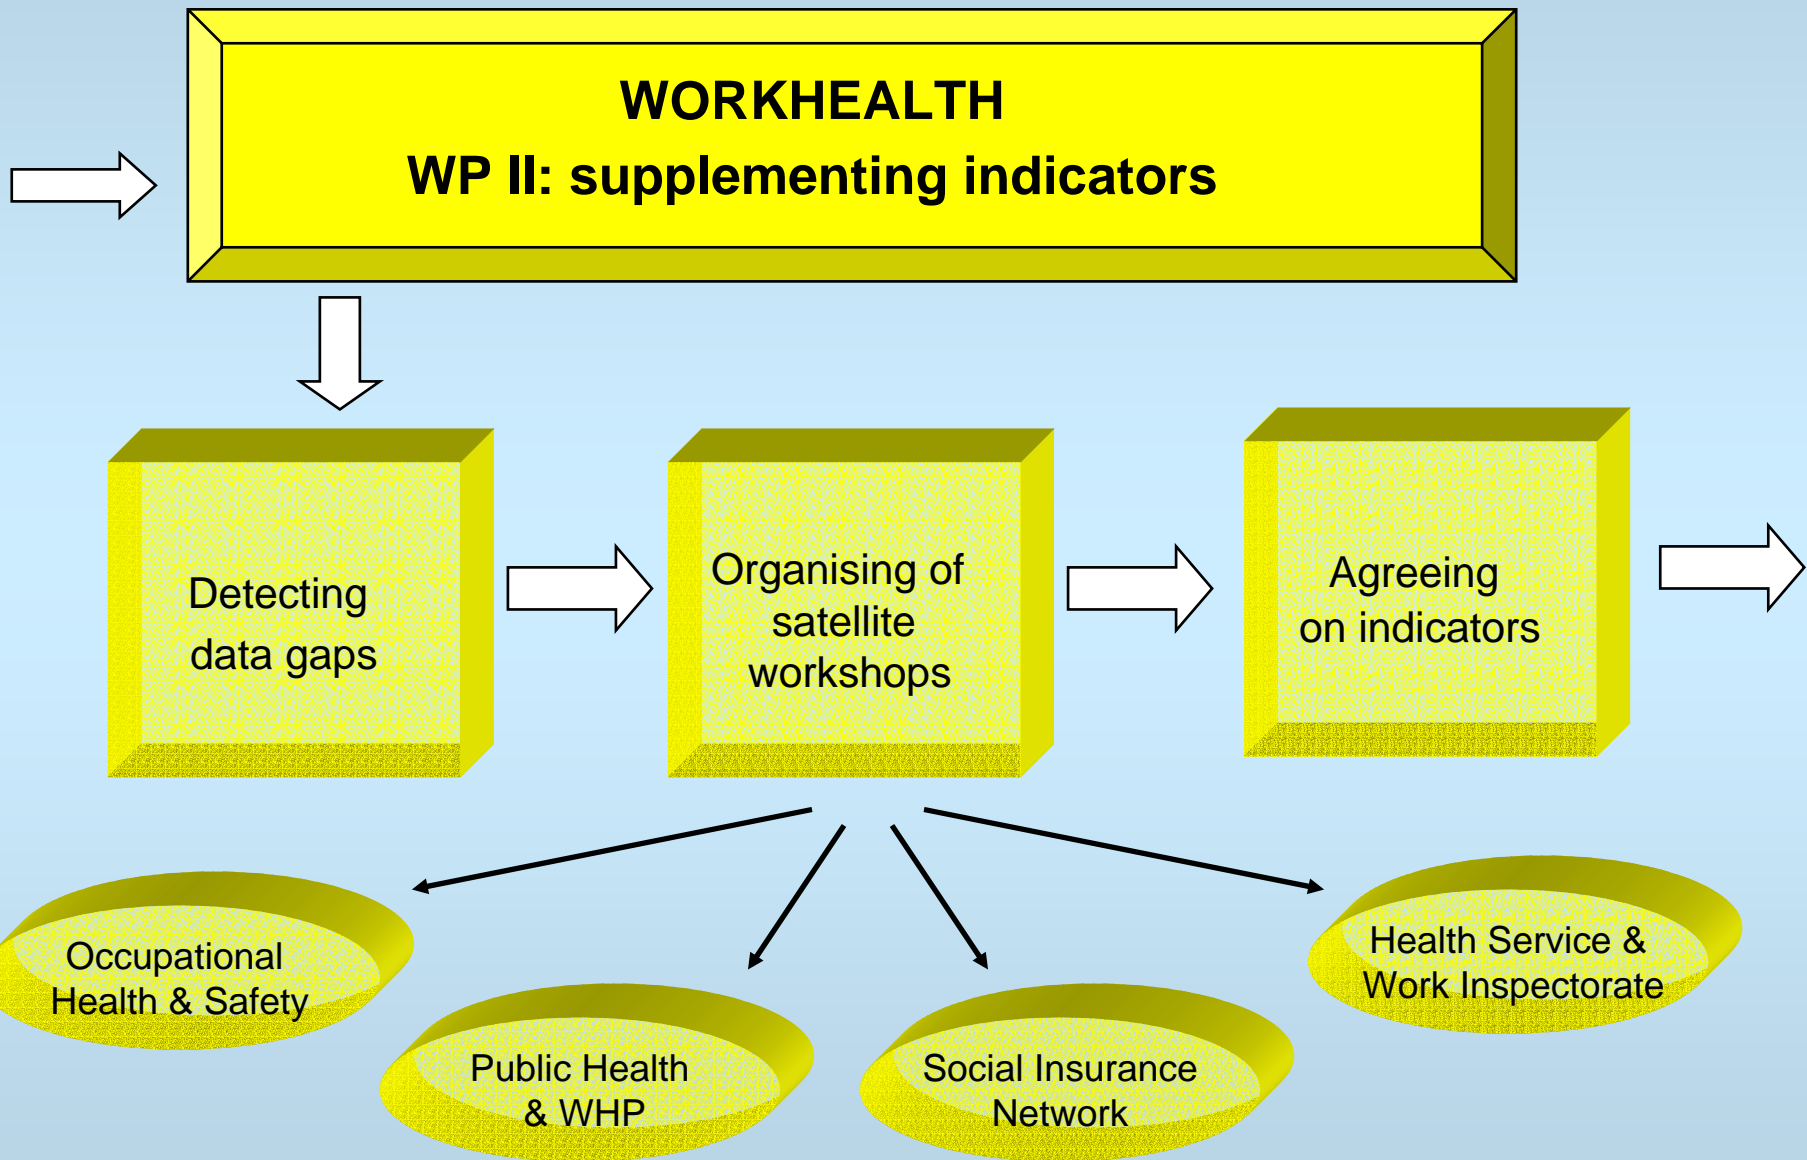 WORKHEALTH
WP II: supplementing indicators
Detecting
data gaps
Organising of
satellite
workshops
Agreeing
on indicators
Occupational
Health & Safety
Public Health
& WHP
Social Insurance
Network
Health Service &
Work Inspectorate